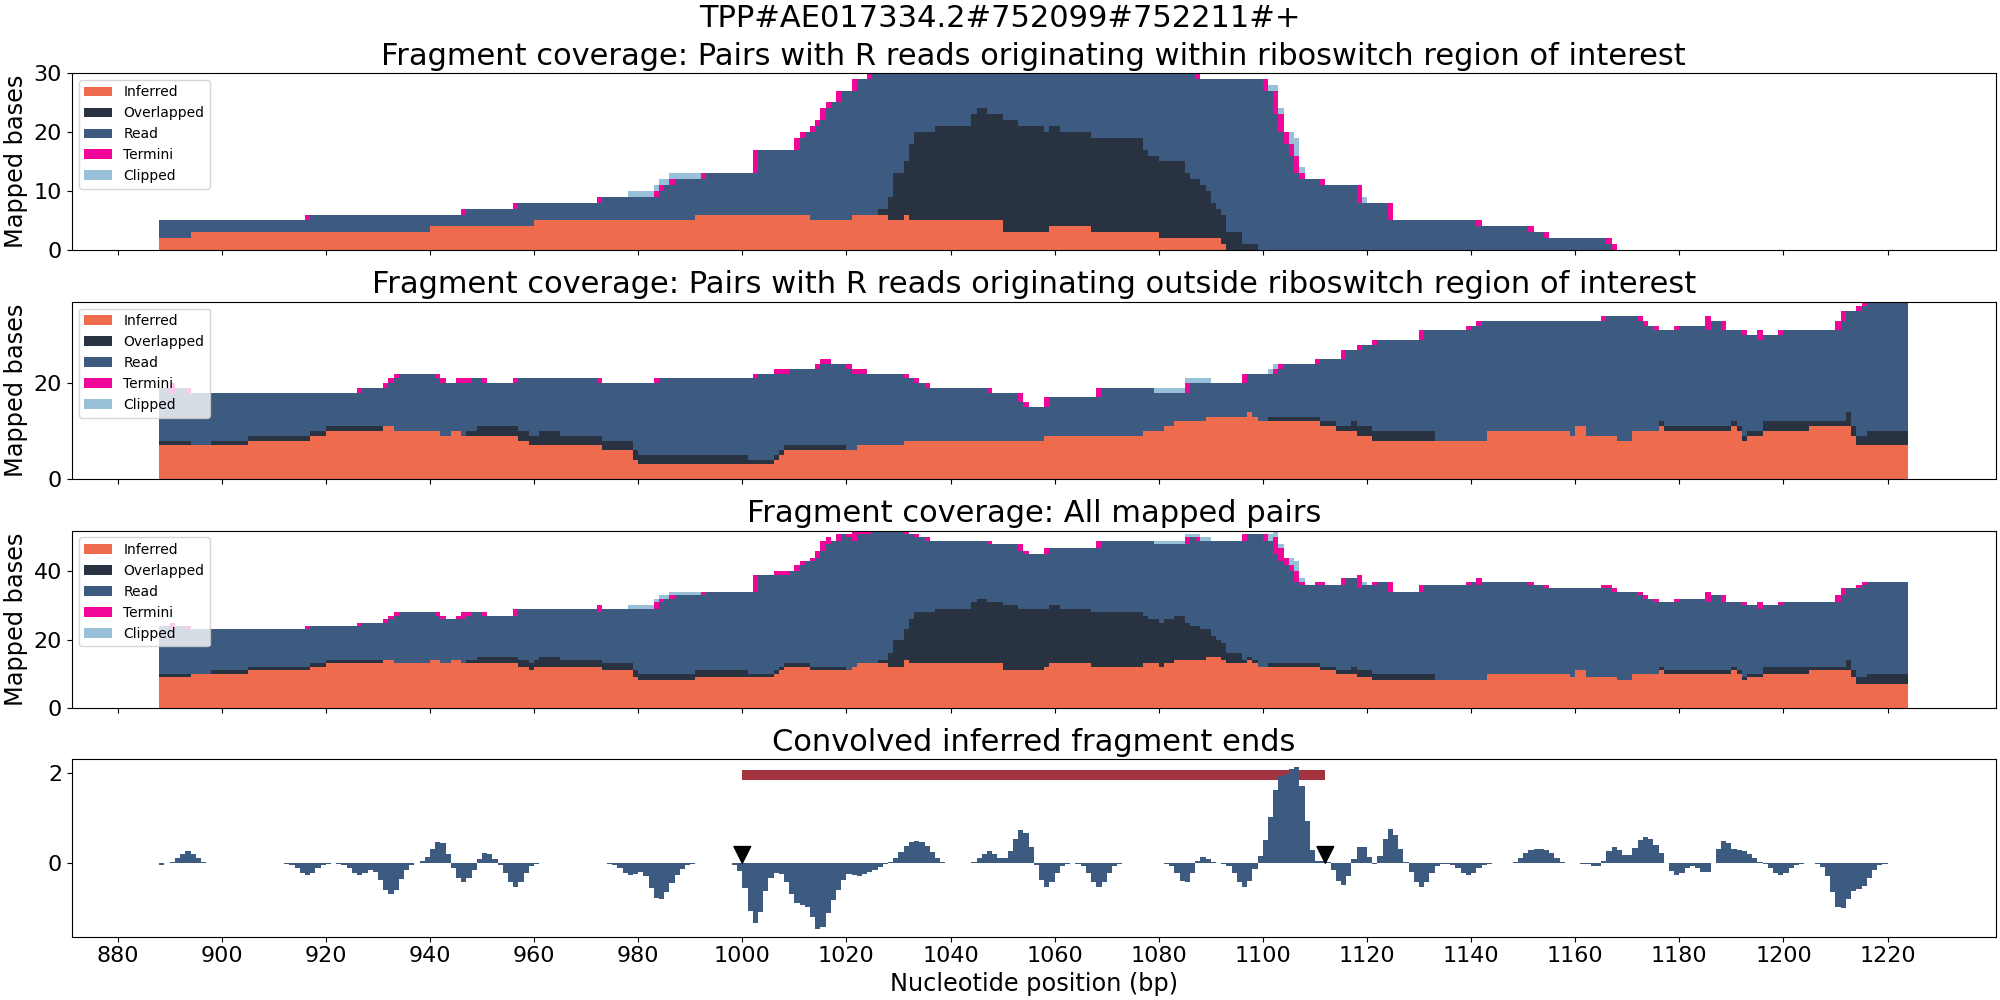 TPP#AE017334.2#752099#752211#+
Fragment coverage: Pairs with R reads originating within riboswitch region of interest
Mapped bases
30
20
10
0
Inferred
Overlapped
Read
Termini
Clipped
Fragment coverage: Pairs with R reads originating outside riboswitch region of interest
Mapped bases
20
0
Inferred
Overlapped
Read
Termini
Clipped
Fragment coverage: All mapped pairs
Mapped bases
40
20
0
Inferred
Overlapped
Read
Termini
Clipped
Convolved inferred fragment ends
2
0
880 900 920 940 960 980 1000 1020 1040 1060 1080 1100 1120 1140 1160 1180 1200 1220
Nucleotide position (bp)